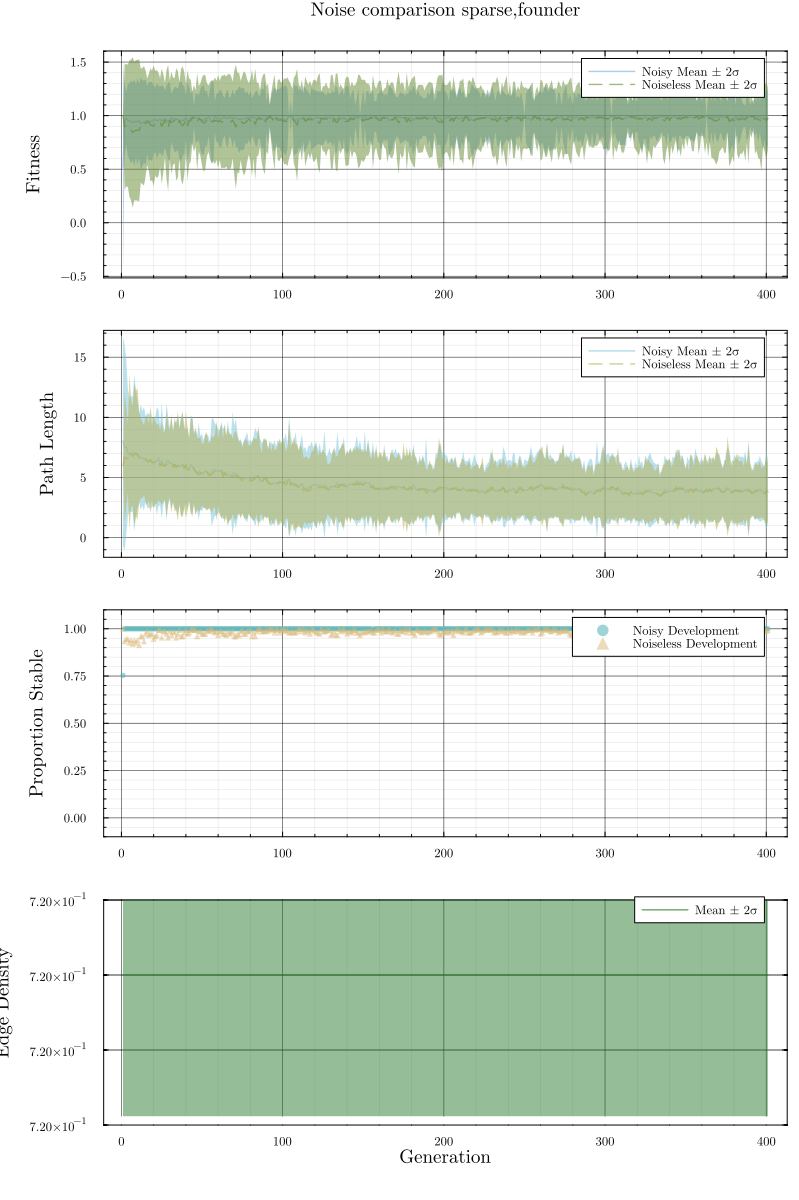 Noise comparison sparse,founder
1.5
1.0
0.5
0.0
−0.5
Fitness
Noisy Mean ± 2σ
Noiseless Mean ± 2σ
0 100 200 300 400
15
10
5
0
Path Length
Noisy Mean ± 2σ
Noiseless Mean ± 2σ
0 100 200 300 400
1.00
0.75
0.50
0.25
0.00
Proportion Stable
Noisy Development
Noiseless Development
0 100 200 300 400
7.20×10⁻¹
7.20×10⁻¹
7.20×10⁻¹
7.20×10⁻¹
Edge Density
Mean ± 2σ
0 100 200 300 400
Generation